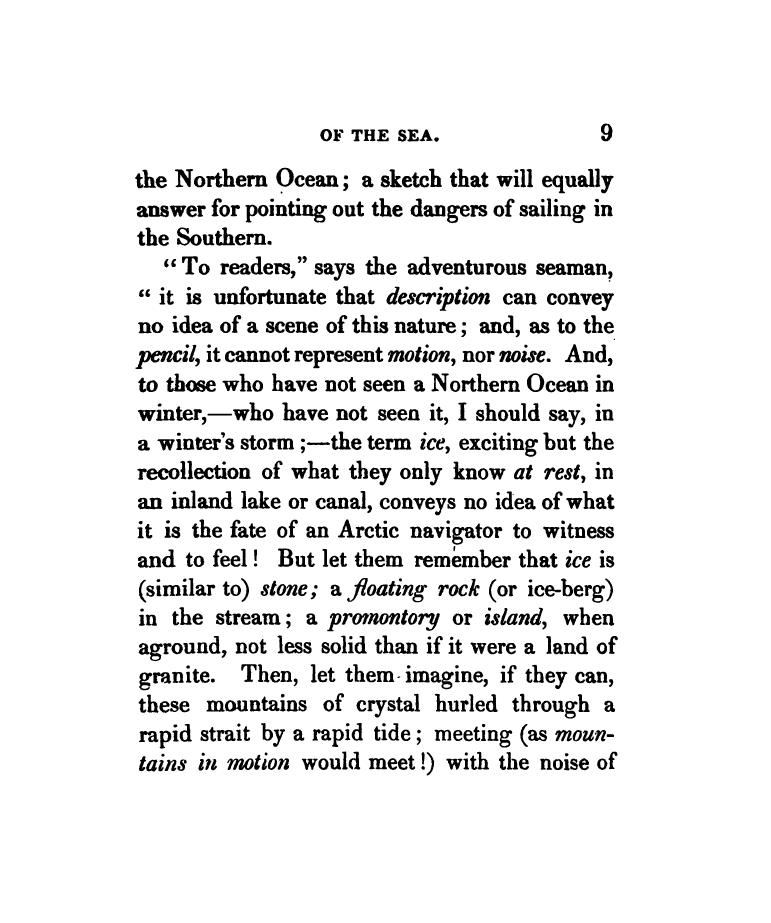 OF THE SEA. 9
the Northern Ocean; a sketch that will equally
answer for pointing out the dangers of sailing in
the Southern.
“To readers,” says the adventurous seaman,
“ it is unfortunate that description can convey
no idea of a scene of this nature; and, as to the
pencil, it cannot represent motion, nor noise. And,
to those who have not seen a Northern Ocean in
winter,—who have not seen it, I should say, in
a winter's storm ;—the term ice, exciting but the
recollection of what they only know at rest, in
an inland lake or canal, conveys no idea of what
it is the fate of an Arctic navigator to witness
and to feel! But let them remember that ice is
(similar to) stone; a floating rock (or ice-berg)
in the stream; a promontory or island, when
aground, not less solid than if it were a land of
granite. Then, let them imagine, if they can,
these mountains of crystal hurled through a
rapid strait by a rapid tide; meeting (as moun-
tains in motion would meet!) with the noise of